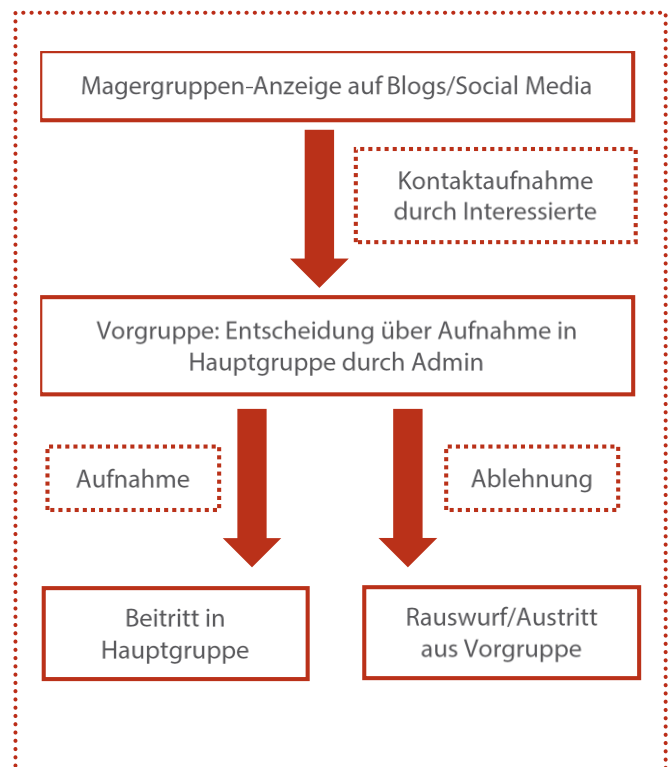 Magergruppen-Anzeige auf Blogs/Social Media
Kontaktaufnahme
durch Interessierte
Vorgruppe: Entscheidung über Aufnahme in
Hauptgruppe durch Admin
Aufnahme
Ablehnung
Beitritt in
Hauptgruppe
Rauswurf/Austritt
aus Vorgruppe